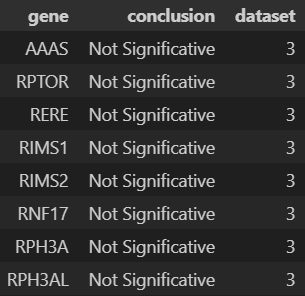 gene conclusion dataset
AAAS Not Significative 3
RPTOR Not Significative 3
RERE Not Significative 3
RIMS1 Not Significative 3
RIMS2 Not Significative 3
RNF17 Not Significative 3
RPH3A Not Significative 3
RPH3AL Not Significative 3